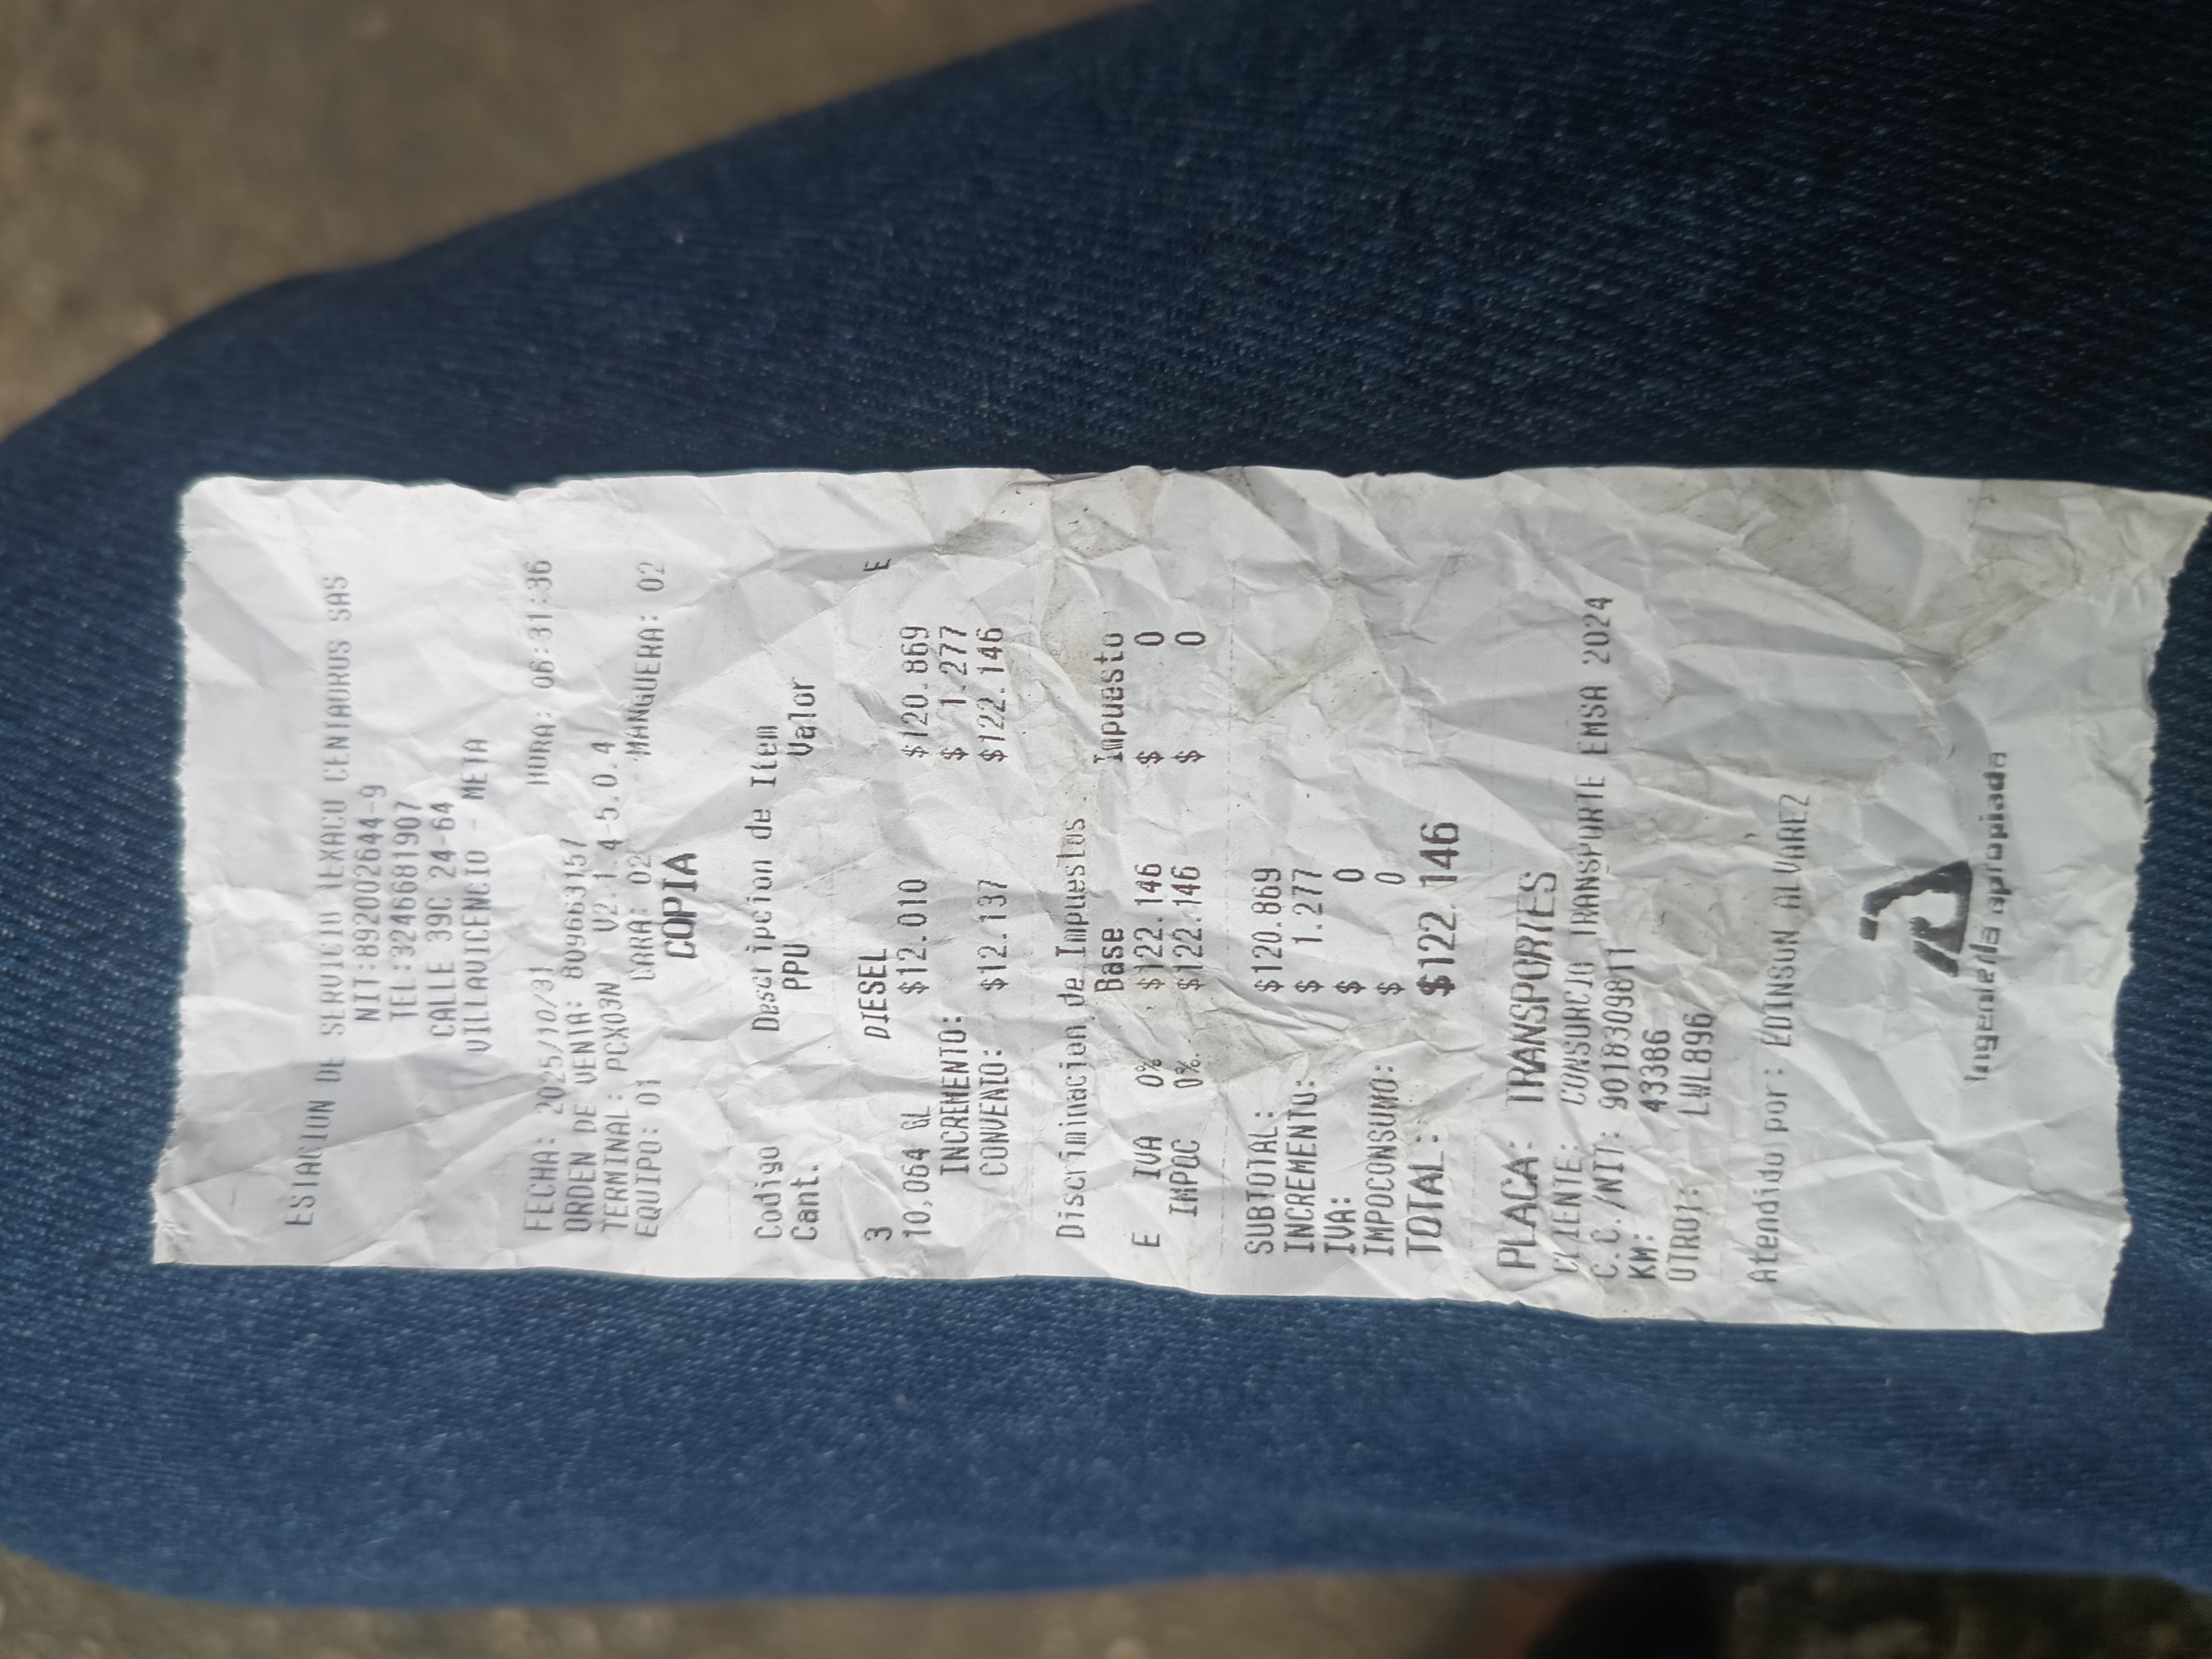 ESTACION DE SERVICIO TEXACO CENTAUROS SAS
NIT:892002644-9
TEL:3246681907
CALLE 39C 24-64
VILLAVICENCIO - META
FECHA: 2025/10/31 HORA: 06:31:36
ORDEN DE VENTA: 809663157
TERMINAL: PCX03N V2.1.4-5.0.4
EQUIPO: 01 CARA: 02 MANGUERA: 02
COPIA
Codigo Descripcion de Item
Cant. PPU Valor
3 DIESEL E
10,064 GL $12.010 $120.869
INCREMENTO: $ 1.277
CONVENIO: $12.137 $122.146
Discriminacion de Impuestos
Base Impuesto
E IVA 0% $122.146 $ 0
IMPOC 0% $122.146 $ 0
SUBTOTAL: $120.869
INCREMENTO: $ 1.277
IVA: $ 0
IMPOCONSUMO: $ 0
TOTAL: $122.146
PLACA: TRANSPORTES
CLIENTE: CONSORCIO TRANSPORTE EMSA 2024
C.C./NIT: 9018309811
KM: 43386
OTRO1: LWL896
Atendido por: EDINSON ALVAREZ
Ingeniería apropiada